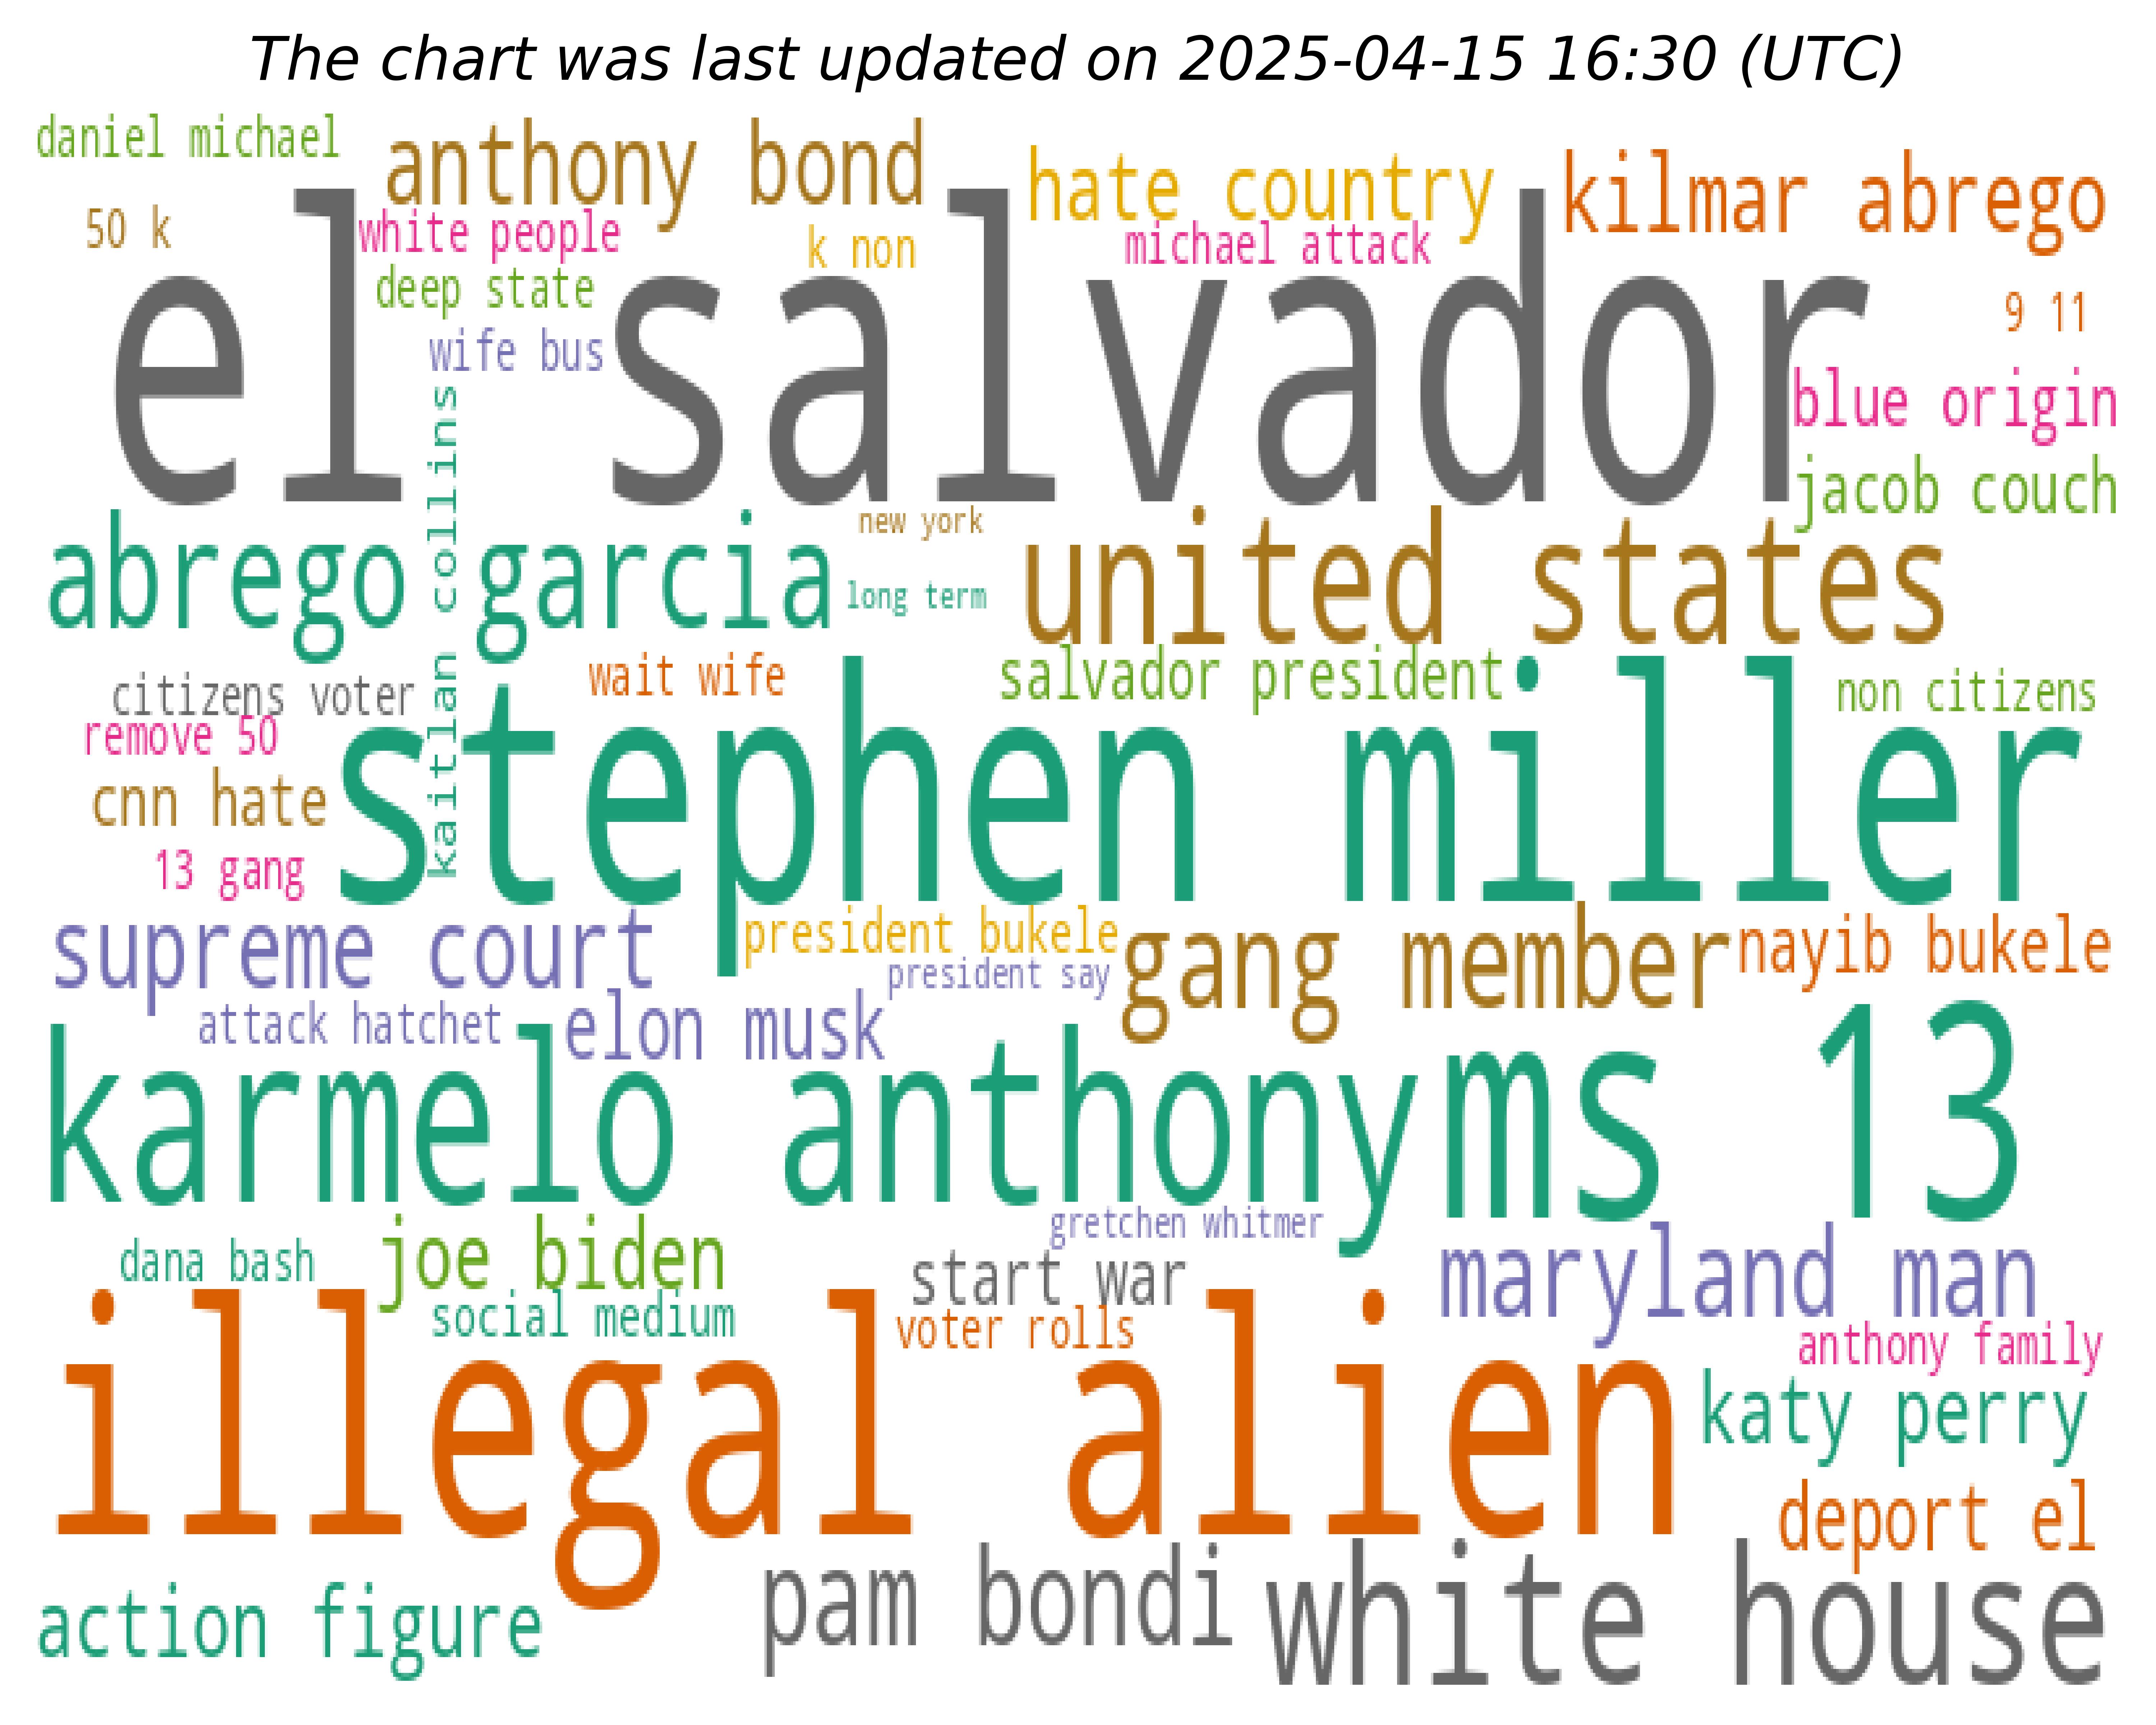 The chart was last updated on 2025-04-15 16:30 (UTC)
daniel michael
anthony bond
hate country
kilmar abrego
50 k
white people
k non
michael attack
deep state
9 11
el salvador
wife bus
blue origin
kaitlan collins
jacob couch
new york
abrego garcia
united states
long term
citizens voter
wait wife
salvador president
non citizens
remove 50
stephen miller
cnn hate
13 gang
supreme court
president bukele
gang member
nayib bukele
president say
attack hatchet
elon musk
karmelo anthony
ms 13
gretchen whitmer
dana bash
joe biden
start war
maryland man
social medium
voter rolls
anthony family
illegal alien
katy perry
deport el
action figure
pam bondi
white house